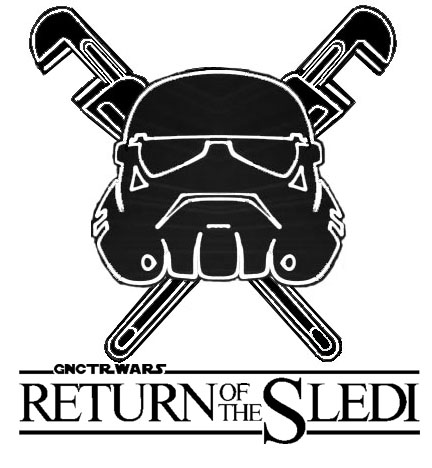 GNCTR WARS
RETURN OF THE SLEDI